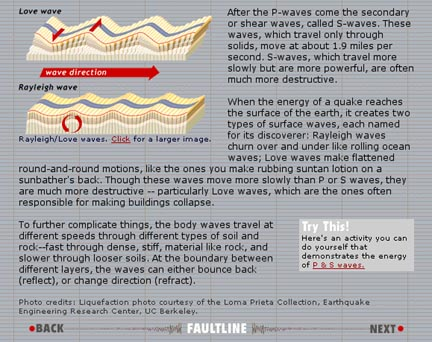 Love wave
wave direction
Rayleigh wave
Rayleigh/Love waves. Click for a larger image.
After the P-waves come the secondary
or shear waves, called S-waves. These
waves, which travel only through
solids, move at about 1.9 miles per
second. S-waves, which travel more
slowly but are more powerful, are often
much more destructive.
When the energy of a quake reaches
the surface of the earth, it creates two
types of surface waves, each named
for its discoverer: Rayleigh waves
churn over and under like rolling ocean
waves; Love waves make flattened
round-and-round motions, like the ones you make rubbing suntan lotion on a
sunbather's back. Though these waves move more slowly than P or S waves, they
are much more destructive -- particularly Love waves, which are the ones often
responsible for making buildings collapse.
To further complicate things, the body waves travel at
different speeds through different types of soil and
rock--fast through dense, stiff, material like rock, and
slower through looser soils. At the boundary between
different layers, the waves can either bounce back
(reflect), or change direction (refract).
Try This!
Here's an activity you can
do yourself that
demonstrates the energy
of P & S waves.
Photo credits: Liquefaction photo courtesy of the Loma Prieta Collection, Earthquake
Engineering Research Center, UC Berkeley.
BACK FAULTLINE NEXT